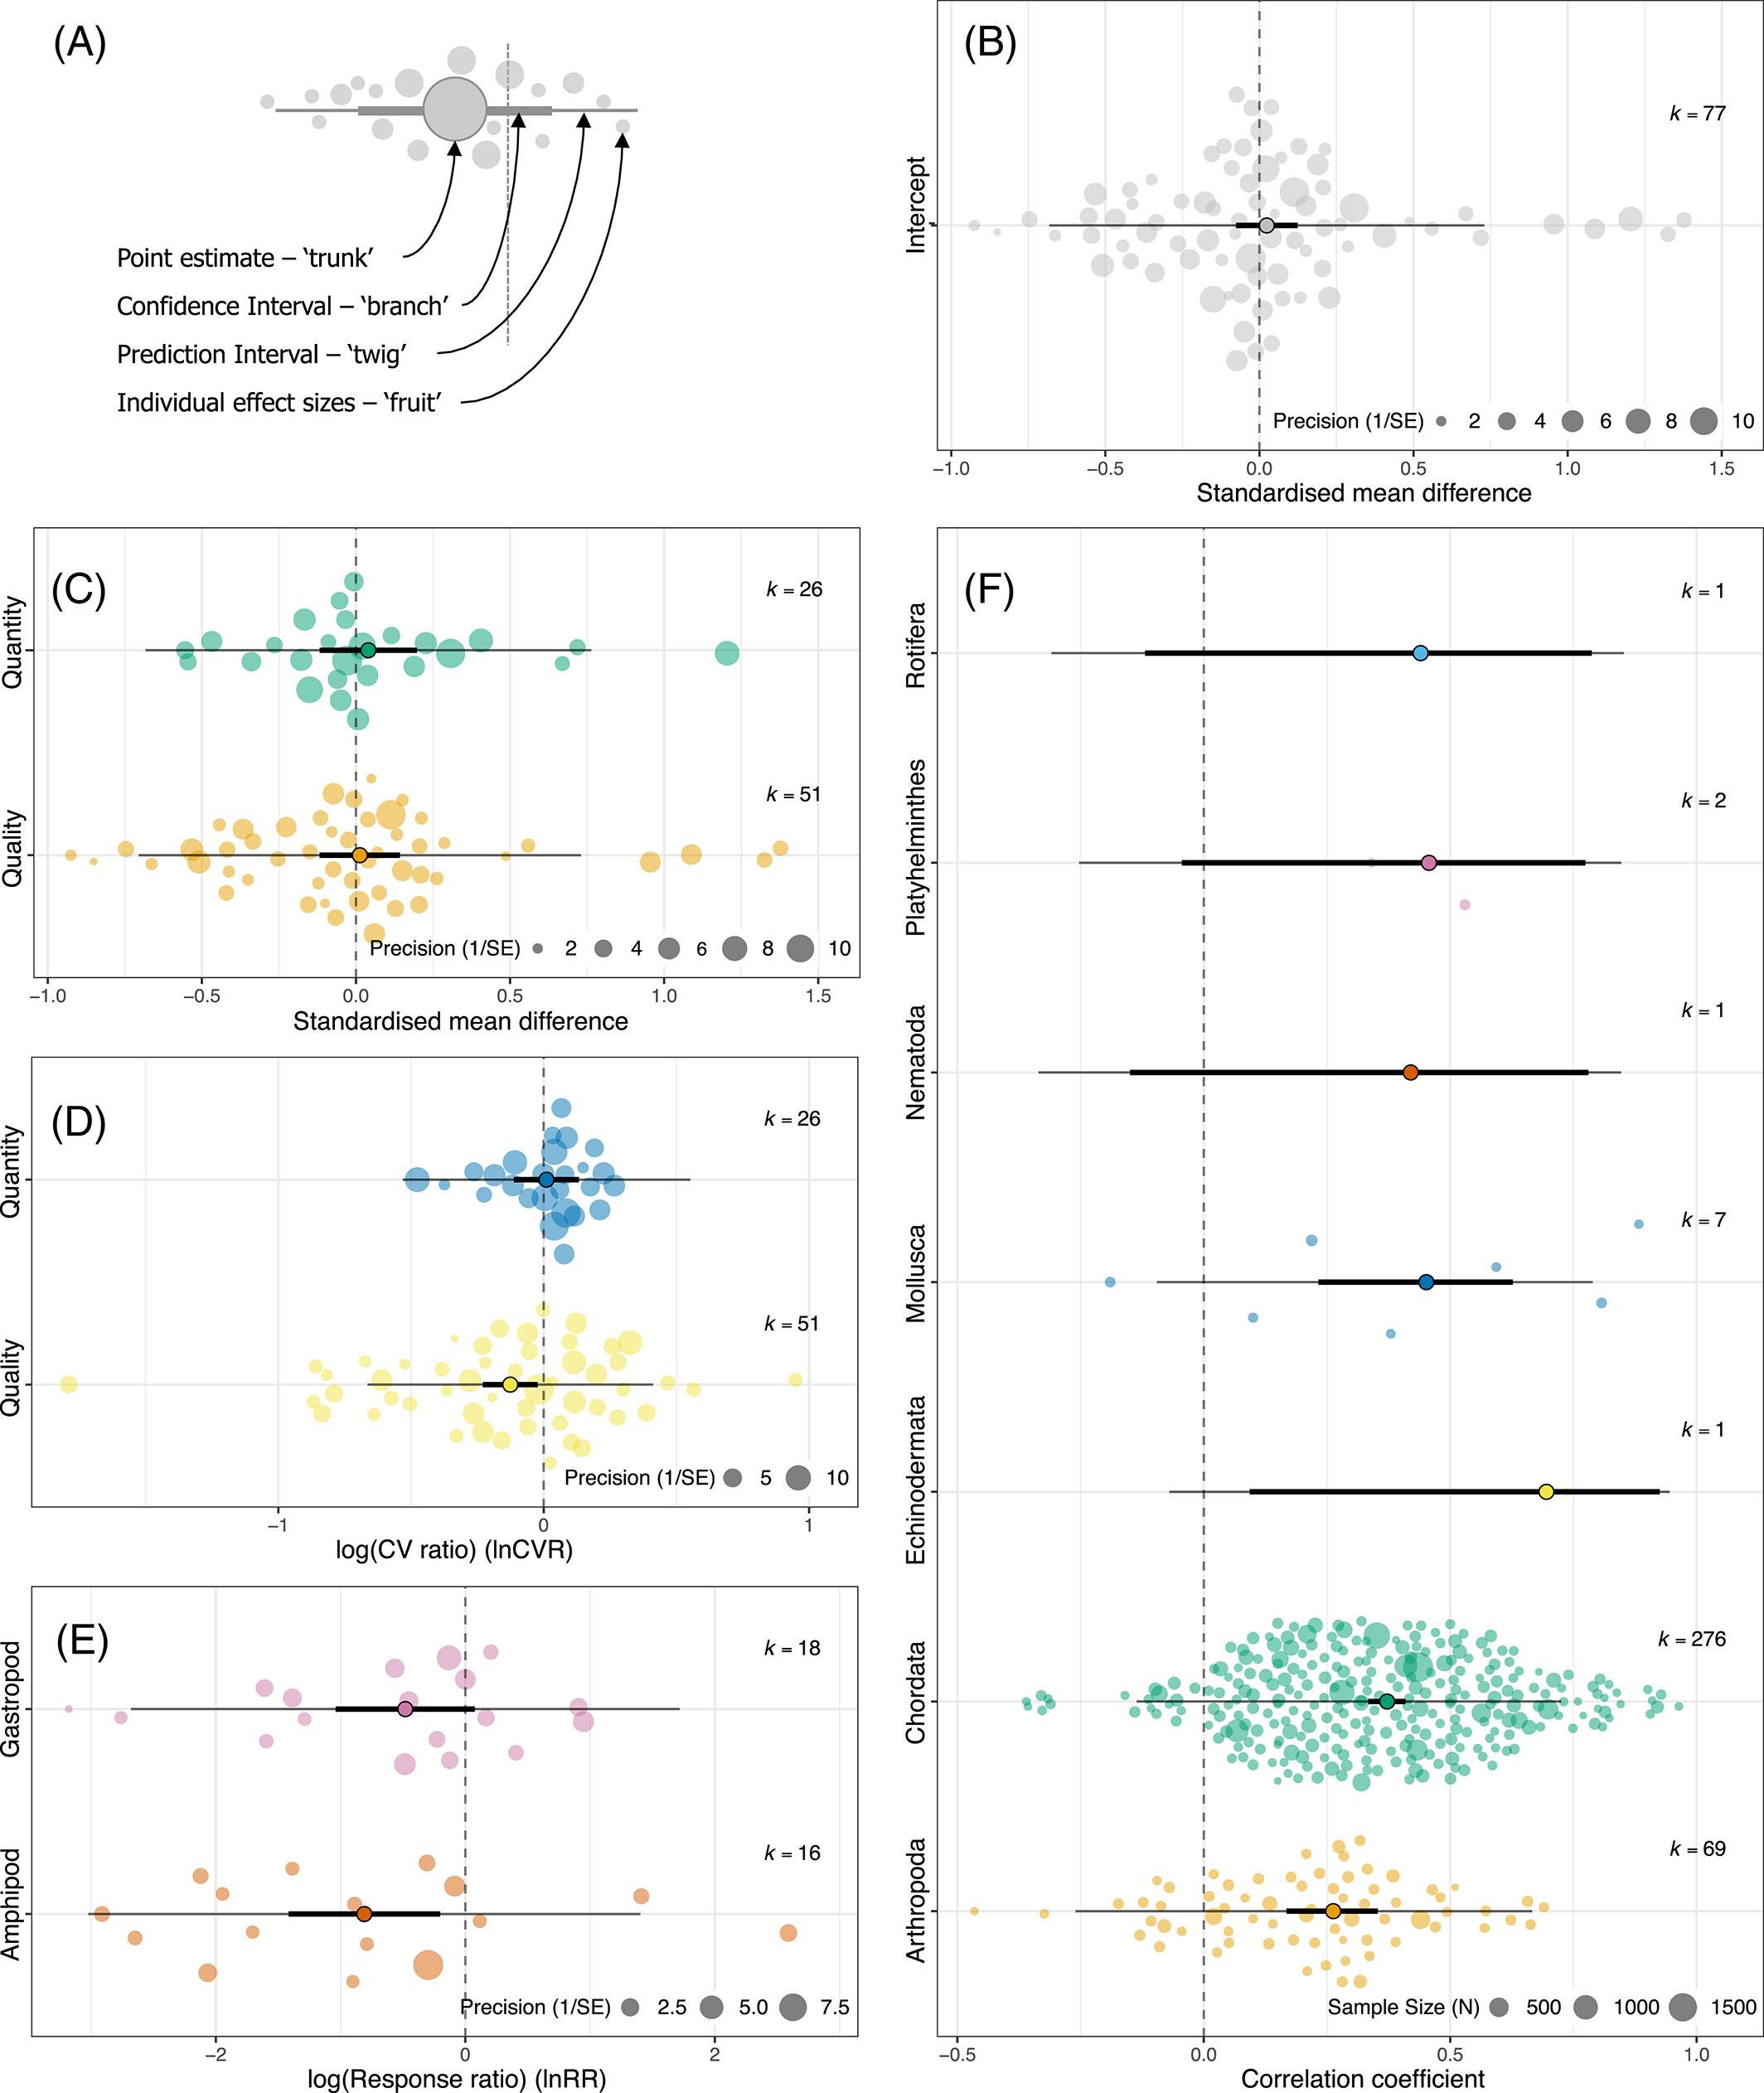 (A)
Point estimate – ‘trunk’
Confidence Interval – ‘branch’
Prediction Interval – ‘twig’
Individual effect sizes – ‘fruit’
(B)
k = 77
Intercept
Precision (1/SE) 2 4 6 8 10
−1.0 −0.5 0.0 0.5 1.0 1.5
Standardised mean difference
(C)
k = 26
Quantity
k = 51
Quality
Precision (1/SE) 2 4 6 8 10
−1.0 −0.5 0.0 0.5 1.0 1.5
Standardised mean difference
(D)
k = 26
Quantity
k = 51
Quality
Precision (1/SE) 5 10
−1 0 1
log(CV ratio) (lnCVR)
(E)
k = 18
Gastropod
k = 16
Amphipod
Precision (1/SE) 2.5 5.0 7.5
−2 0 2
log(Response ratio) (lnRR)
(F)
k = 1
Rotifera
k = 2
Platyhelminthes
k = 1
Nematoda
k = 7
Mollusca
k = 1
Echinodermata
k = 276
Chordata
k = 69
Arthropoda
Sample Size (N) 500 1000 1500
−0.5 0.0 0.5 1.0
Correlation coefficient